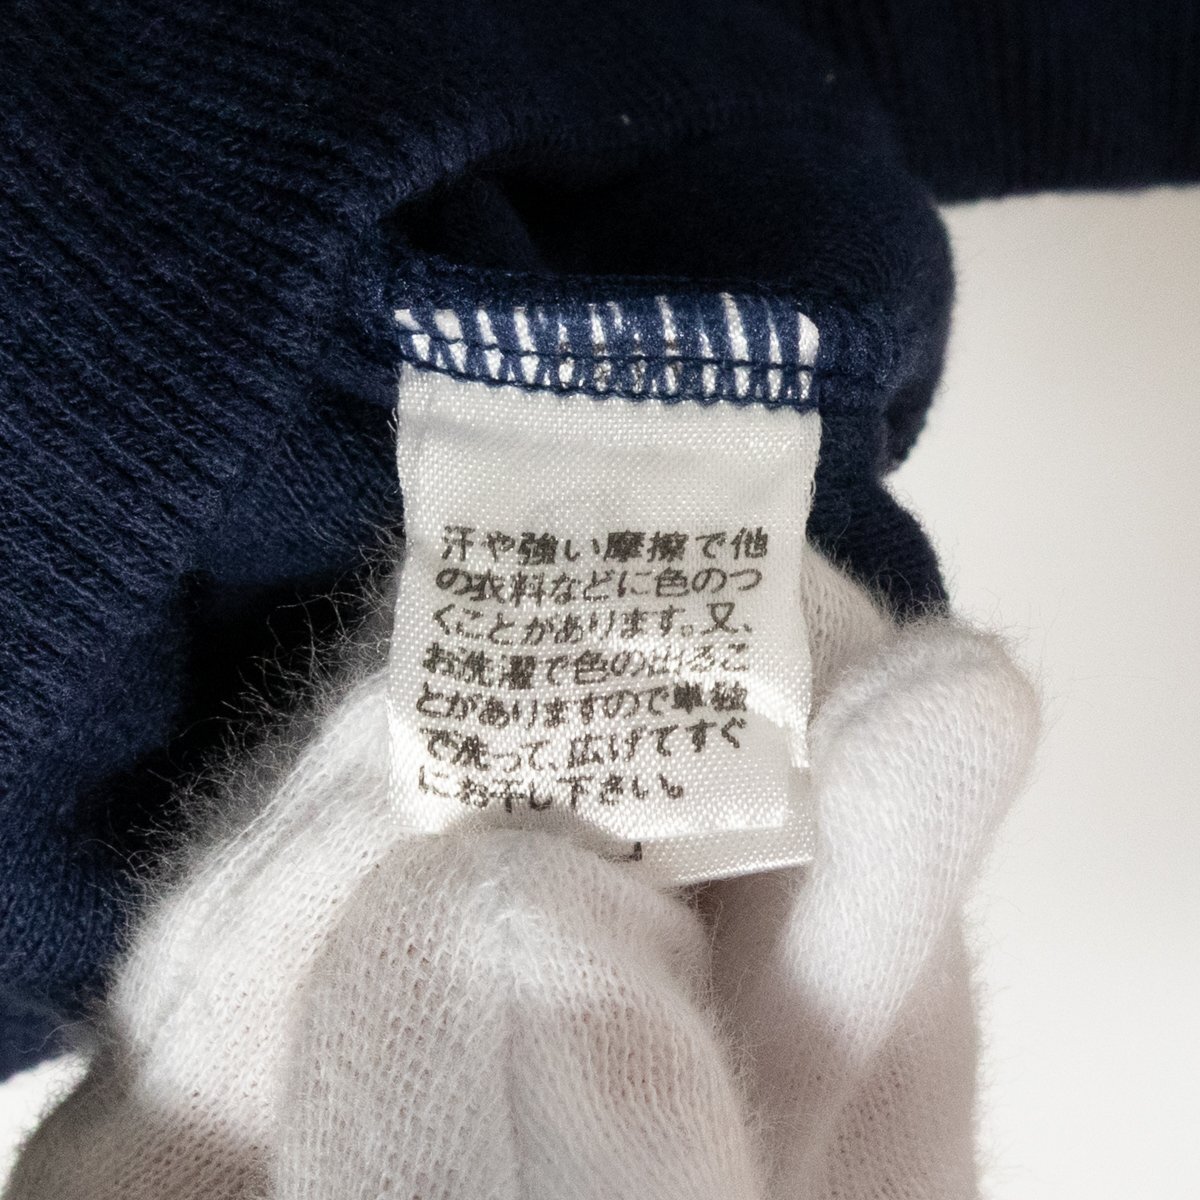 汗や強い摩擦で他
の衣料などに色のつ
くことがあります。又、
お洗濯で色の出るこ
とがありますので単独
で洗って、広げてすぐ
にお干し下さい。